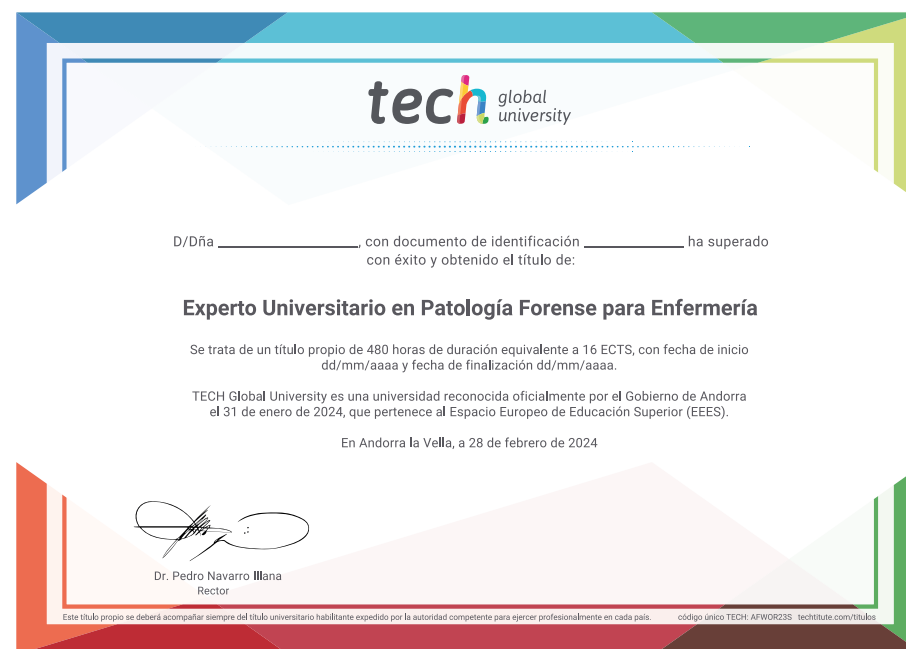 tech global university
D/Dña ____________________, con documento de identificación ______________ ha superado
con éxito y obtenido el título de:
Experto Universitario en Patología Forense para Enfermería
Se trata de un título propio de 480 horas de duración equivalente a 16 ECTS, con fecha de inicio
dd/mm/aaaa y fecha de finalización dd/mm/aaaa.
TECH Global University es una universidad reconocida oficialmente por el Gobierno de Andorra
el 31 de enero de 2024, que pertenece al Espacio Europeo de Educación Superior (EEES).
En Andorra la Vella, a 28 de febrero de 2024
Dr. Pedro Navarro Illana
Rector
Este título propio se deberá acompañar siempre del título universitario habilitante expedido por la autoridad competente para ejercer profesionalmente en cada país. código único TECH: AFWOR23S techtitute.com/titulos